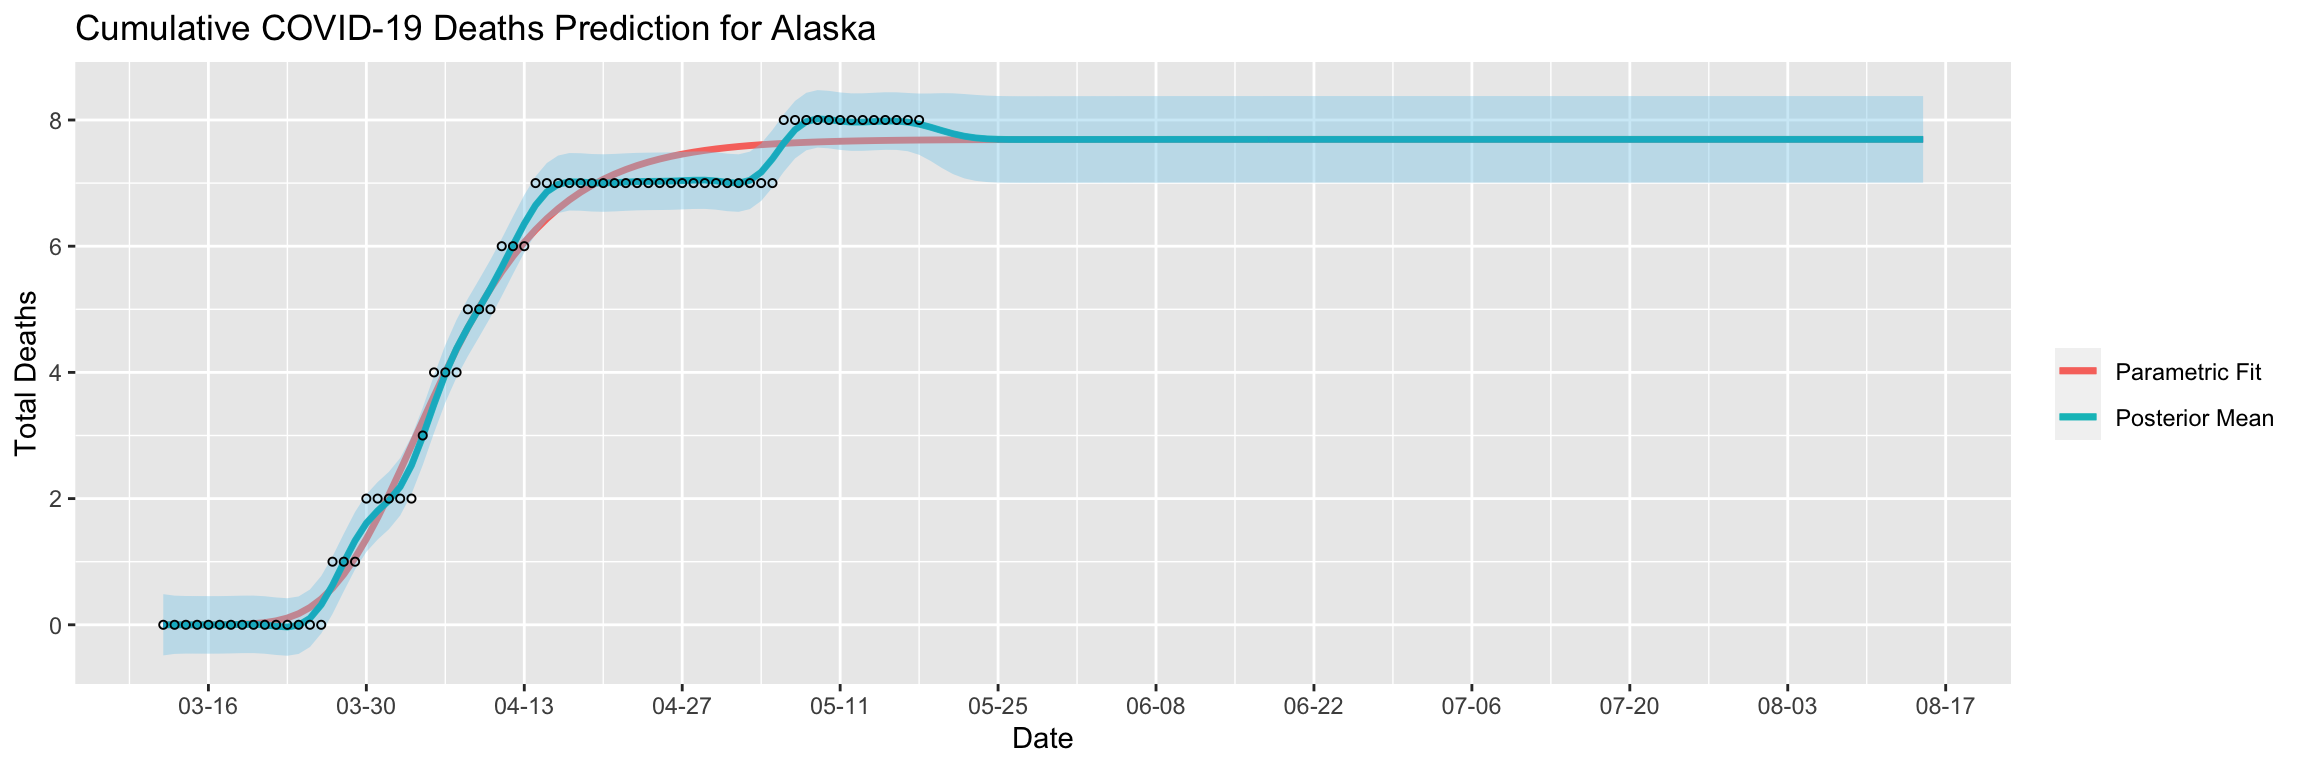 Cumulative COVID-19 Deaths Prediction for Alaska
Total Deaths
8
6
4
2
0
03-16 03-30 04-13 04-27 05-11 05-25 06-08 06-22 07-06 07-20 08-03 08-17
Date
Parametric Fit
Posterior Mean